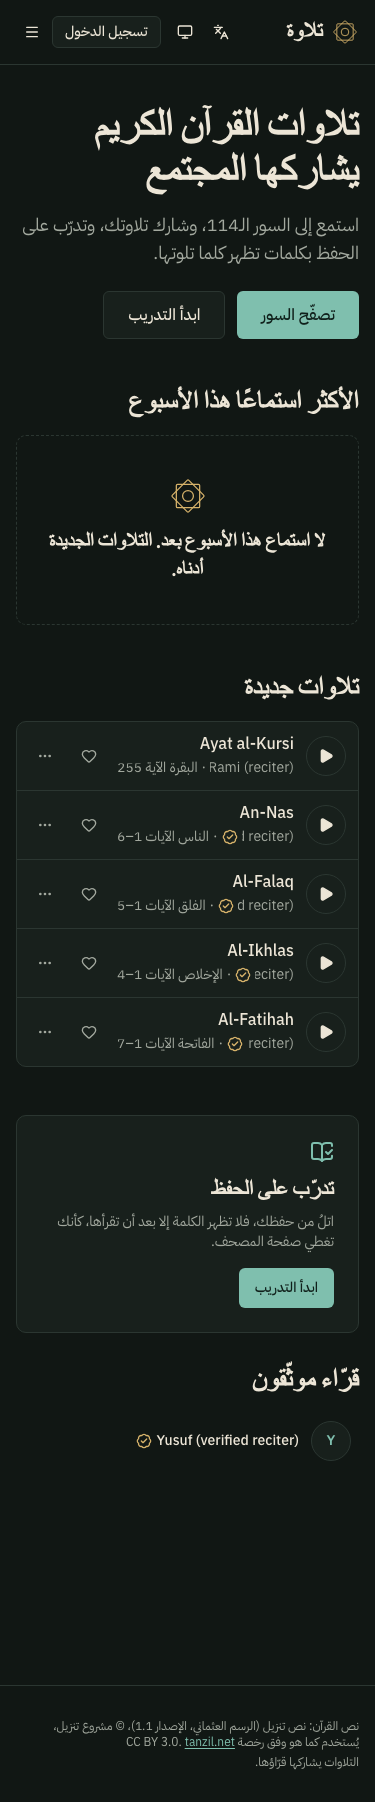 تلاوة
تسجيل الدخول
تلاوات القرآن الكريم
يشاركها المجتمع
استمع إلى السور الـ114، وشارك تلاوتك، وتدرّب على
الحفظ بكلمات تظهر كلما تلوتها.
تصفّح السور
ابدأ التدريب
الأكثر استماعًا هذا الأسبوع
لا استماع هذا الأسبوع بعد. التلاوات الجديدة
أدناه.
تلاوات جديدة
Ayat al-Kursi
Rami (reciter) · البقرة الآية 255
An-Nas
d reciter) · الناس الآيات 1–6
Al-Falaq
d reciter) · الفلق الآيات 1–5
Al-Ikhlas
eciter) · الإخلاص الآيات 1–4
Al-Fatihah
reciter) · الفاتحة الآيات 1–7
تدرّب على الحفظ
اتلُ من حفظك، فلا تظهر الكلمة إلا بعد أن تقرأها، كأنك
تغطي صفحة المصحف.
ابدأ التدريب
قرّاء موثّقون
Y
Yusuf (verified reciter)
نص القرآن: نص تنزيل (الرسم العثماني، الإصدار 1.1)، © مشروع تنزيل،
يُستخدم كما هو وفق رخصة CC BY 3.0. tanzil.net
التلاوات يشاركها قرّاؤها.